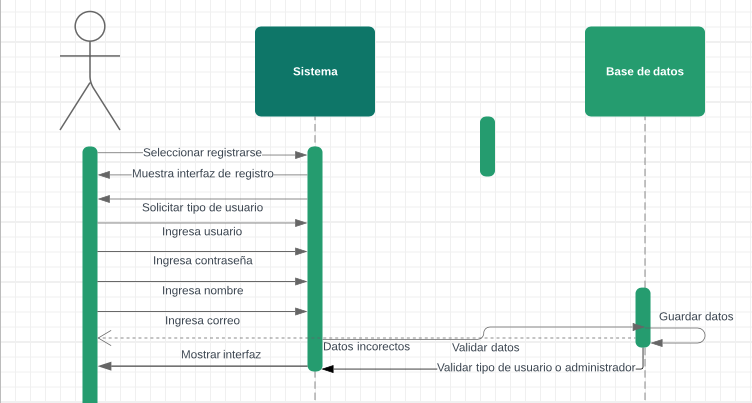 Sistema
Base de datos
Seleccionar registrarse
Muestra interfaz de registro
Solicitar tipo de usuario
Ingresa usuario
Ingresa contraseña
Ingresa nombre
Guardar datos
Ingresa correo
Datos incorectos
Validar datos
Mostrar interfaz
Validar tipo de usuario o administrador